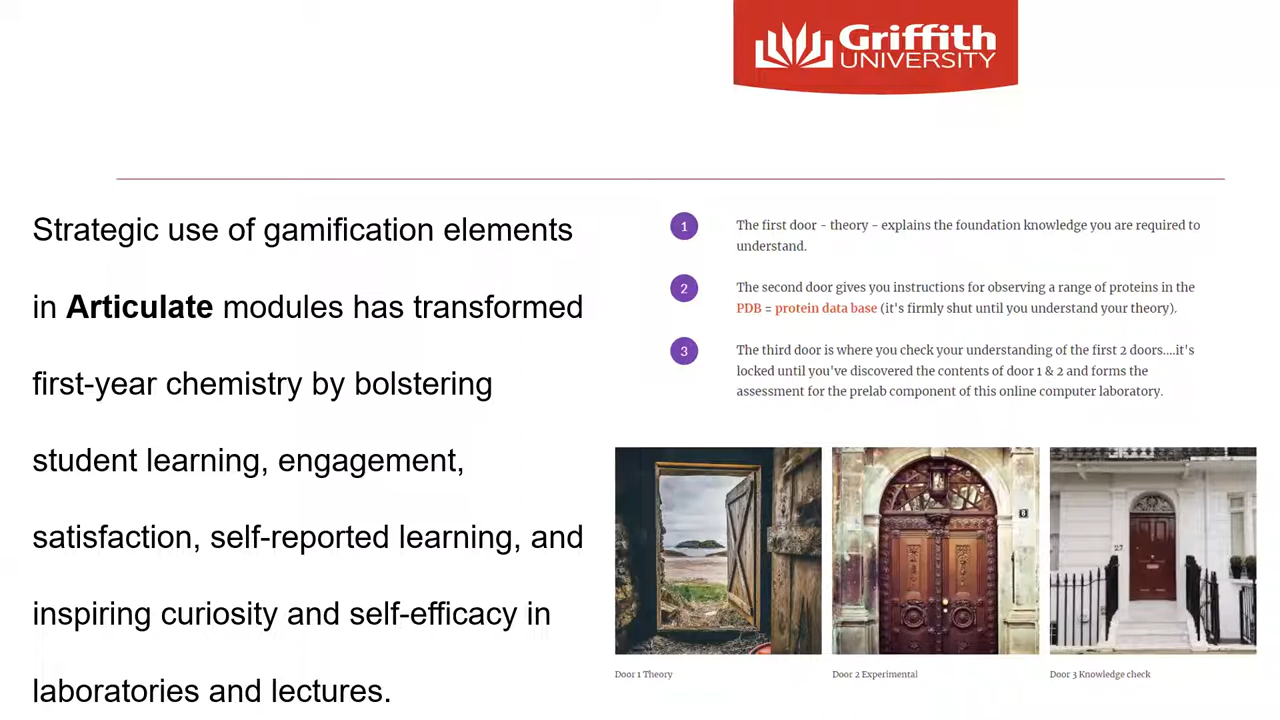 Griffith
UNIVERSITY
Strategic use of gamification elements
in Articulate modules has transformed
first-year chemistry by bolstering
student learning, engagement,
satisfaction, self-reported learning, and
inspiring curiosity and self-efficacy in
laboratories and lectures.
1
The first door - theory - explains the foundation knowledge you are required to
understand.
2
The second door gives you instructions for observing a range of proteins in the
PDB = protein data base (it's firmly shut until you understand your theory).
3
The third door is where you check your understanding of the first 2 doors....it's
locked until you've discovered the contents of door 1 & 2 and forms the
assessment for the prelab component of this online computer laboratory.
27
Door 1 Theory
Door 2 Experimental
Door 3 Knowledge check